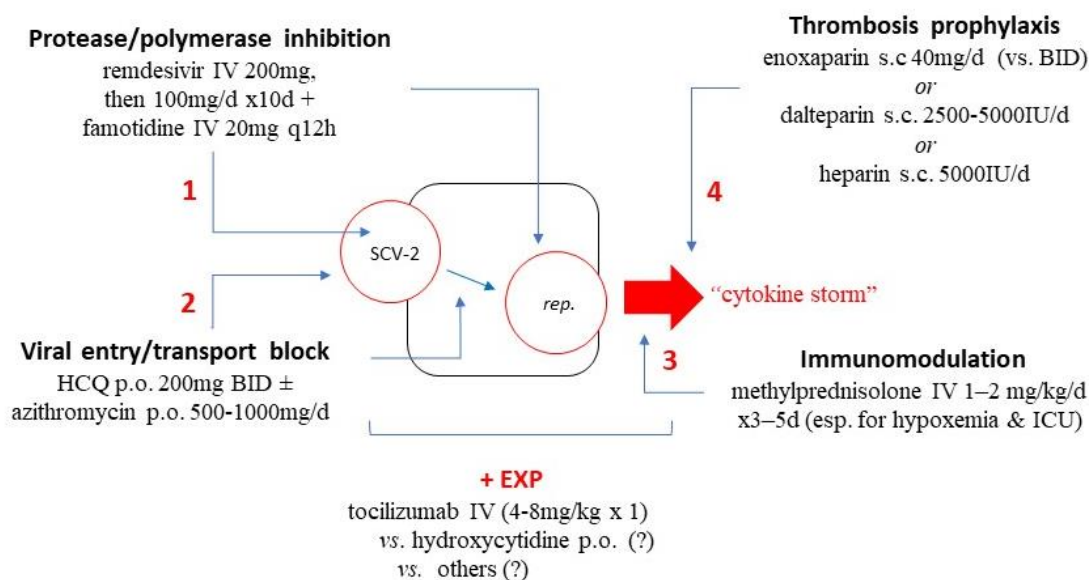 Protease/polymerase inhibition
remdesivir IV 200mg,
then 100mg/d x10d +
famotidine IV 20mg q12h
1
2
Viral entry/transport block
HCQ p.o. 200mg BID ±
azithromycin p.o. 500-1000mg/d
SCV-2
rep.
Thrombosis prophylaxis
enoxaparin s.c 40mg/d (vs. BID)
or
dalteparin s.c. 2500-5000IU/d
or
heparin s.c. 5000IU/d
4
“cytokine storm”
3
Immunomodulation
methylprednisolone IV 1–2 mg/kg/d
x3–5d (esp. for hypoxemia & ICU)
+ EXP
tocilizumab IV (4-8mg/kg x 1)
vs. hydroxycytidine p.o. (?)
vs. others (?)